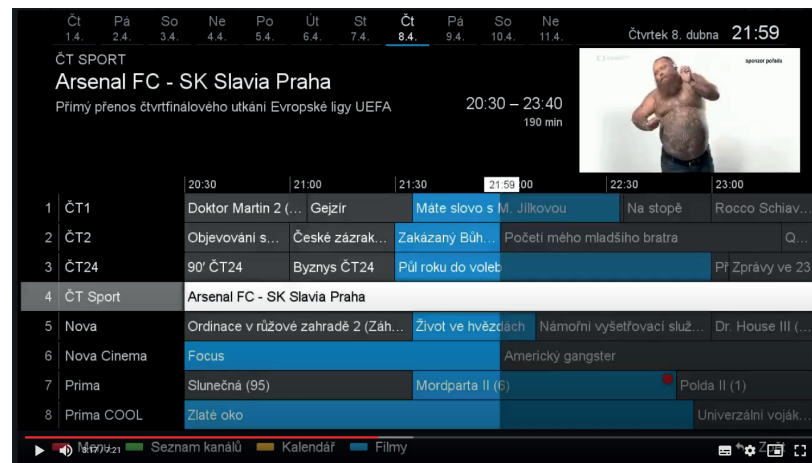 Čt Pá So Ne Po Út St Čt Pá So Ne
1.4. 2.4. 3.4. 4.4. 5.4. 6.4. 7.4. 8.4. 9.4. 10.4. 11.4.
Čtvrtek 8. dubna 21:59
ČT SPORT
Arsenal FC - SK Slavia Praha
Přímý přenos čtvrtfinálového utkání Evropské ligy UEFA
20:30 – 23:40
190 min
sponzor pořadu
20:30 21:00 21:30 21:59 :00 22:30 23:00
1 ČT1 Doktor Martin 2 (... Gejzír Máte slovo s M. Jílkovou Na stopě Rocco Schiav...
2 ČT2 Objevování s... České zázrak... Zakázaný Bůh... Početí mého mladšího bratra Q...
3 ČT24 90' ČT24 Byznys ČT24 Půl roku do voleb Př Zprávy ve 23
4 ČT Sport Arsenal FC - SK Slavia Praha
5 Nova Ordinace v růžové zahradě 2 (Záh... Život ve hvězdách Námořní vyšetřovací služ... Dr. House III (...
6 Nova Cinema Focus Americký gangster
7 Prima Slunečná (95) Mordparta II (6) Polda II (1)
8 Prima COOL Zlaté oko Univerzální voják...
Menu Seznam kanálů Kalendář Filmy
/ 7:21